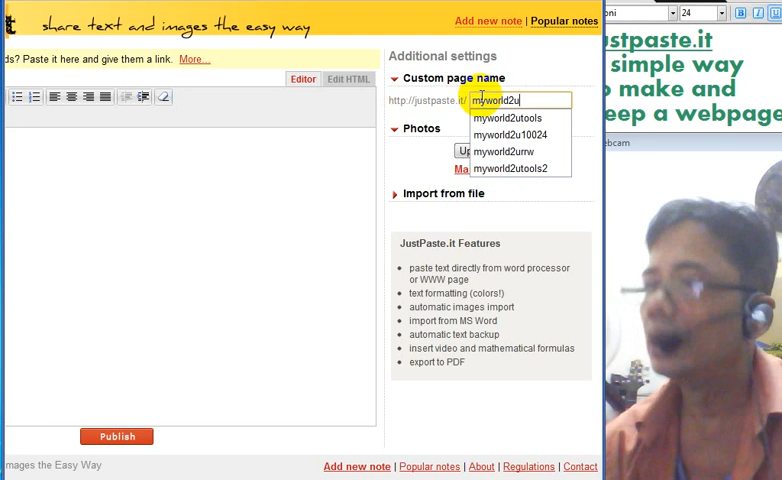 t share text and images the easy way
Add new note | Popular notes
oni 24 B I U
ds? Paste it here and give them a link. More...
Additional settings
justpaste.it
Editor Edit HTML
Custom page name
simple way
http://justpaste.it/ myworld2u
o make and
myworld2utools
eep a webpage
myworld2u10024
Photos
ebcam
myworld2urrw
Up
myworld2utools2
Ma
Import from file
JustPaste.it Features
paste text directly from word processor
or WWW page
text formatting (colors!)
automatic images import
import from MS Word
automatic text backup
insert video and mathematical formulas
export to PDF
Publish
mages the Easy Way
Add new note | Popular notes | About | Regulations | Contact